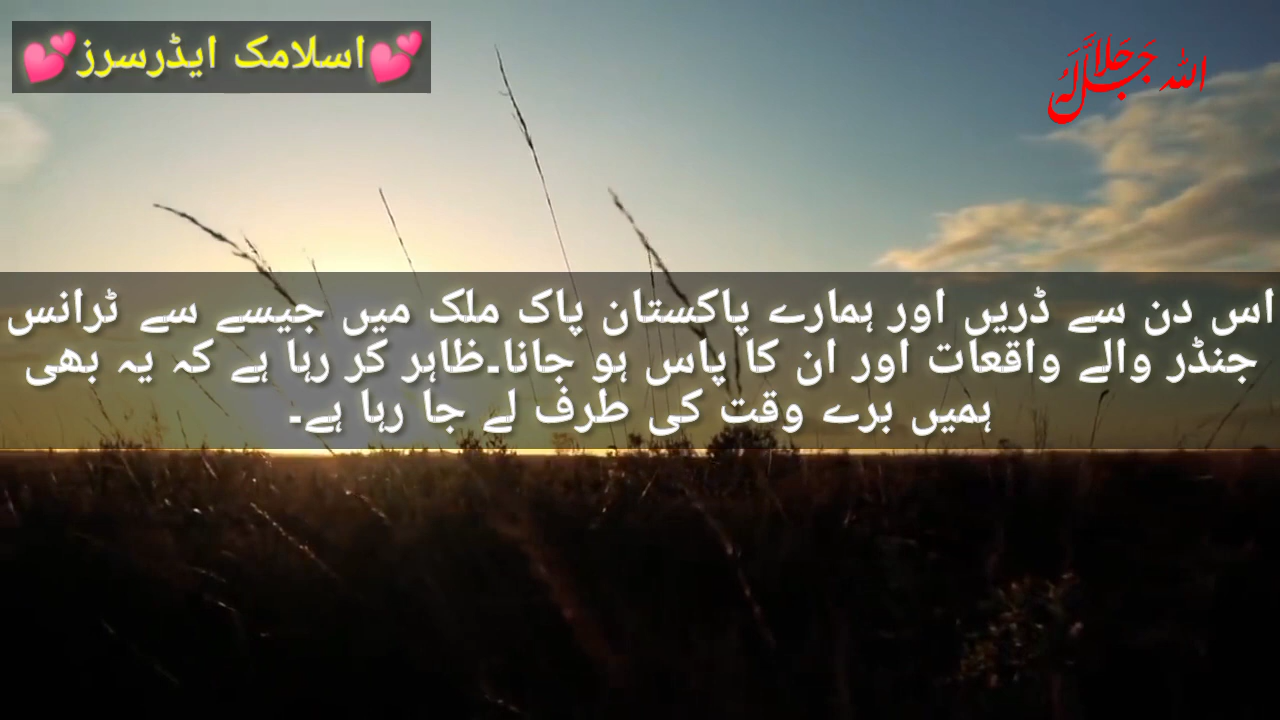 💕اسلامک ایڈرسرز💕
اللہ جَلَّ جَلَالَهُ
اس دن سے ڈریں اور ہمارے پاکستان پاک ملک میں جیسے سے ٹرانس
جنڈر والے واقعات اور ان کا پاس ہو جانا۔ظاہر کر رہا ہے کہ یہ بھی
ہمیں برے وقت کی طرف لے جا رہا ہے۔